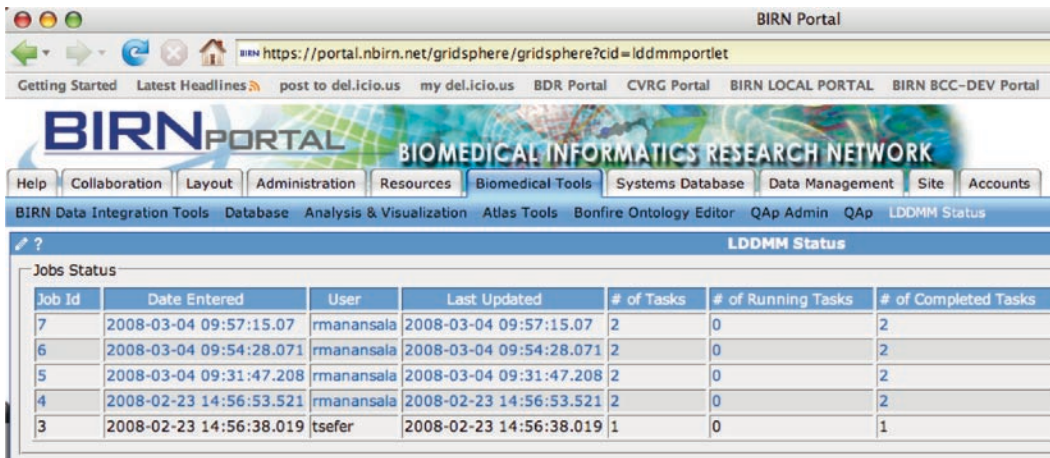 BIRN Portal
BIRN https://portal.nbirn.net/gridsphere/gridsphere?cid=lddmmportlet
Getting Started Latest Headlines post to del.icio.us my del.icio.us BDR Portal CVRG Portal BIRN LOCAL PORTAL BIRN BCC-DEV Portal
BIRN PORTAL
BIOMEDICAL INFORMATICS RESEARCH NETWORK
Help Collaboration Layout Administration Resources Biomedical Tools Systems Database Data Management Site Accounts
BIRN Data Integration Tools Database Analysis & Visualization Atlas Tools Bonfire Ontology Editor QAp Admin QAp LDDMM Status
? LDDMM Status
Jobs Status
Job Id Date Entered User Last Updated # of Tasks # of Running Tasks # of Completed Tasks
7 2008-03-04 09:57:15.07 rmanansala 2008-03-04 09:57:15.07 2 0 2
6 2008-03-04 09:54:28.071 rmanansala 2008-03-04 09:54:28.071 2 0 2
5 2008-03-04 09:31:47.208 rmanansala 2008-03-04 09:31:47.208 2 0 2
4 2008-02-23 14:56:53.521 rmanansala 2008-02-23 14:56:53.521 2 0 2
3 2008-02-23 14:56:38.019 tsefer 2008-02-23 14:56:38.019 1 0 1